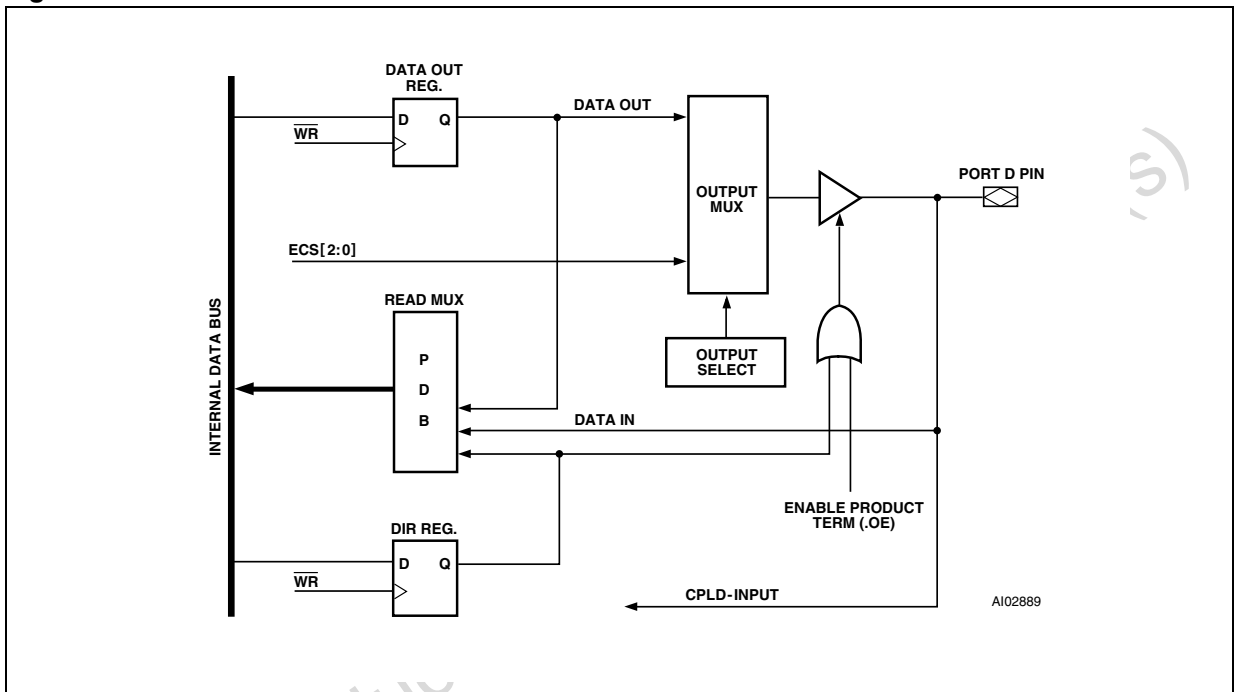 DATA OUT
REG.
D Q
WR
DATA OUT
OUTPUT
MUX
PORT D PIN
ECS[2:0]
READ MUX
P
D
B
OUTPUT
SELECT
INTERNAL DATA BUS
DATA IN
ENABLE PRODUCT
TERM (.OE)
DIR REG.
D Q
WR
CPLD-INPUT
AI02889